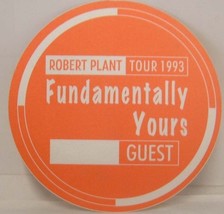 ROBERT PLANT TOUR 1993
Fundamentally
Yours
GUEST